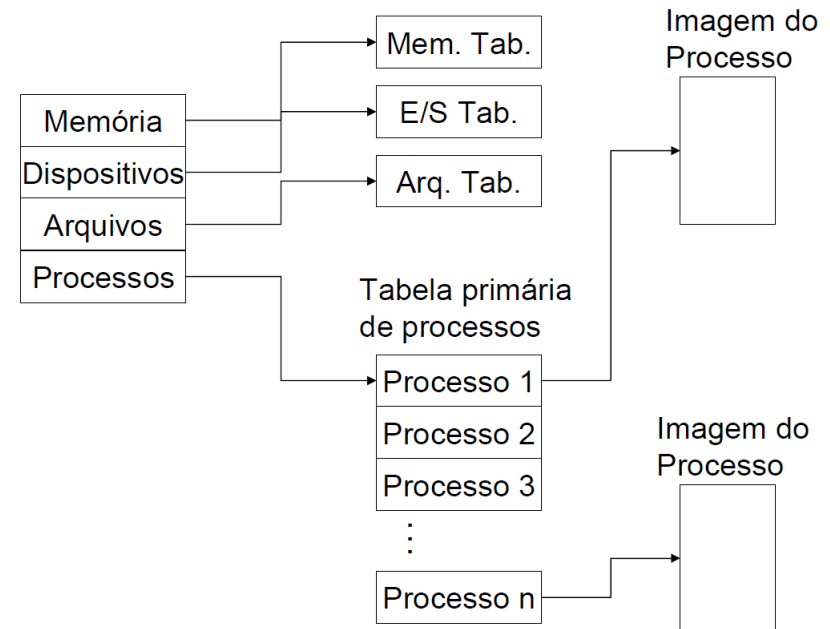 Memória
Dispositivos
Arquivos
Processos
Mem. Tab.
E/S Tab.
Arq. Tab.
Tabela primária
de processos
Processo 1
Processo 2
Processo 3
⋮
Processo n
Imagem do
Processo
Imagem do
Processo